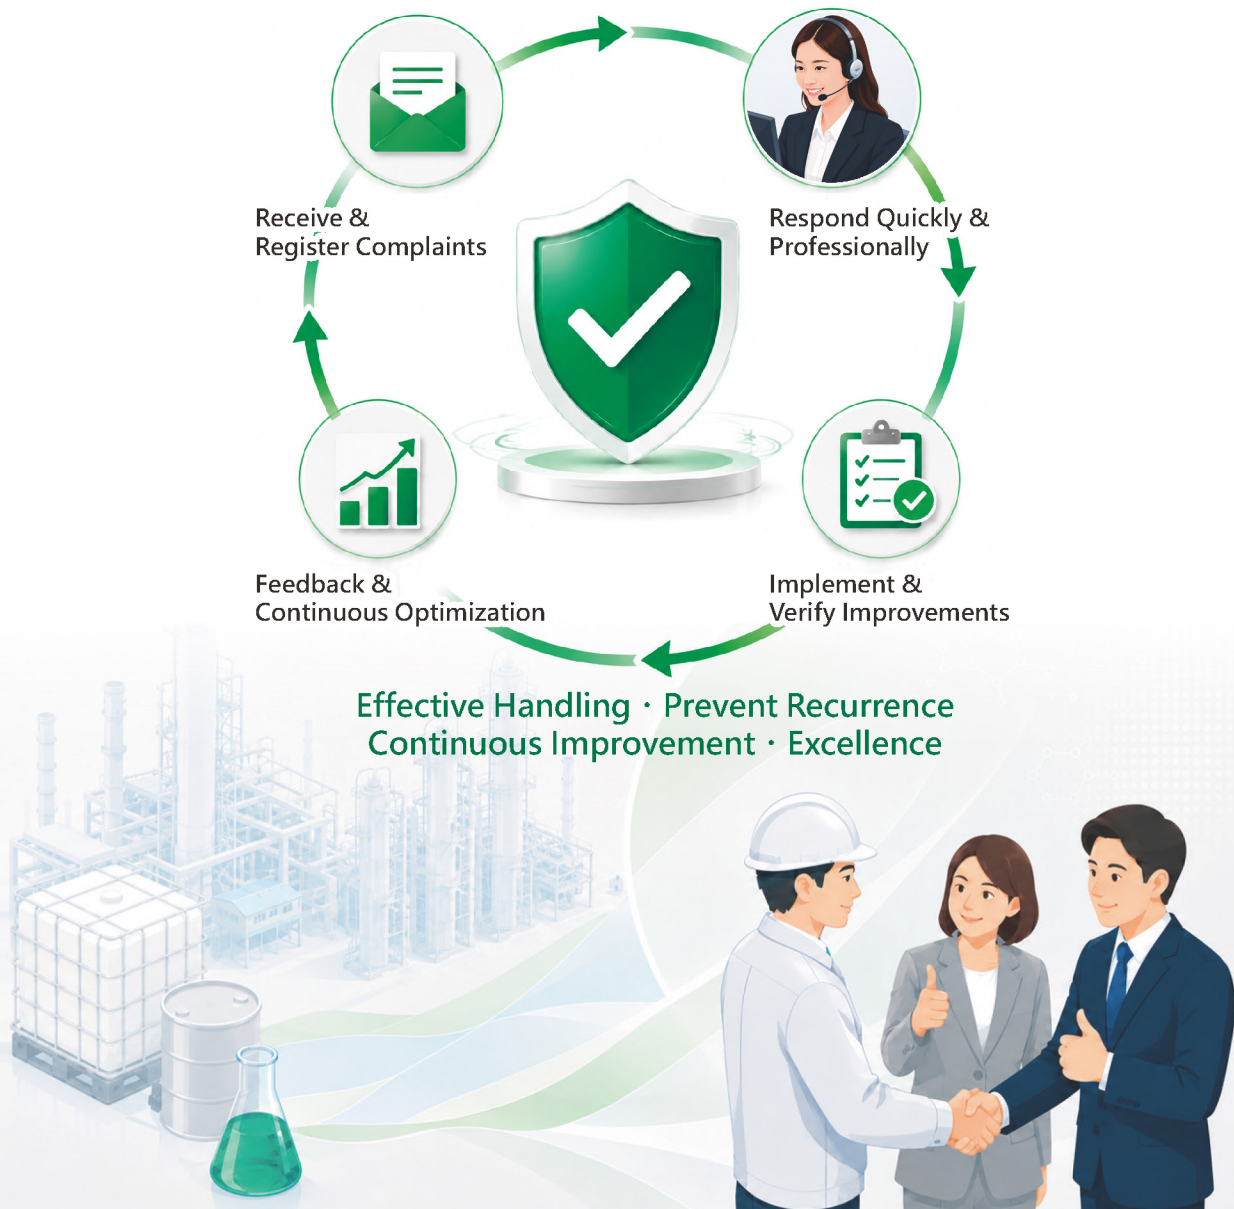 Receive &
Register Complaints
Respond Quickly &
Professionally
Feedback &
Continuous Optimization
Implement &
Verify Improvements
Effective Handling · Prevent Recurrence
Continuous Improvement · Excellence